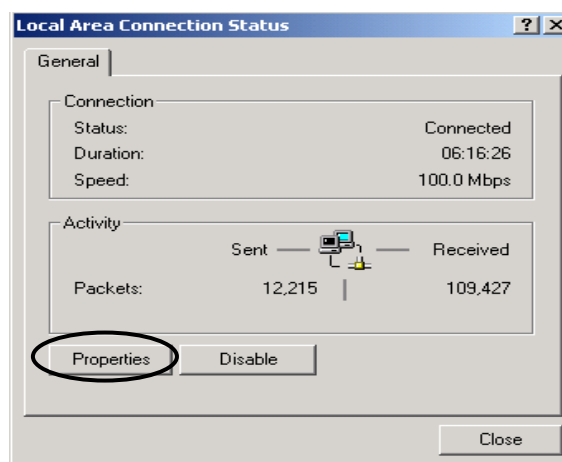 Local Area Connection Status
General
Connection
Status: Connected
Duration: 06:16:26
Speed: 100.0 Mbps
Activity
Sent Received
Packets: 12,215 109,427
Properties Disable
Close